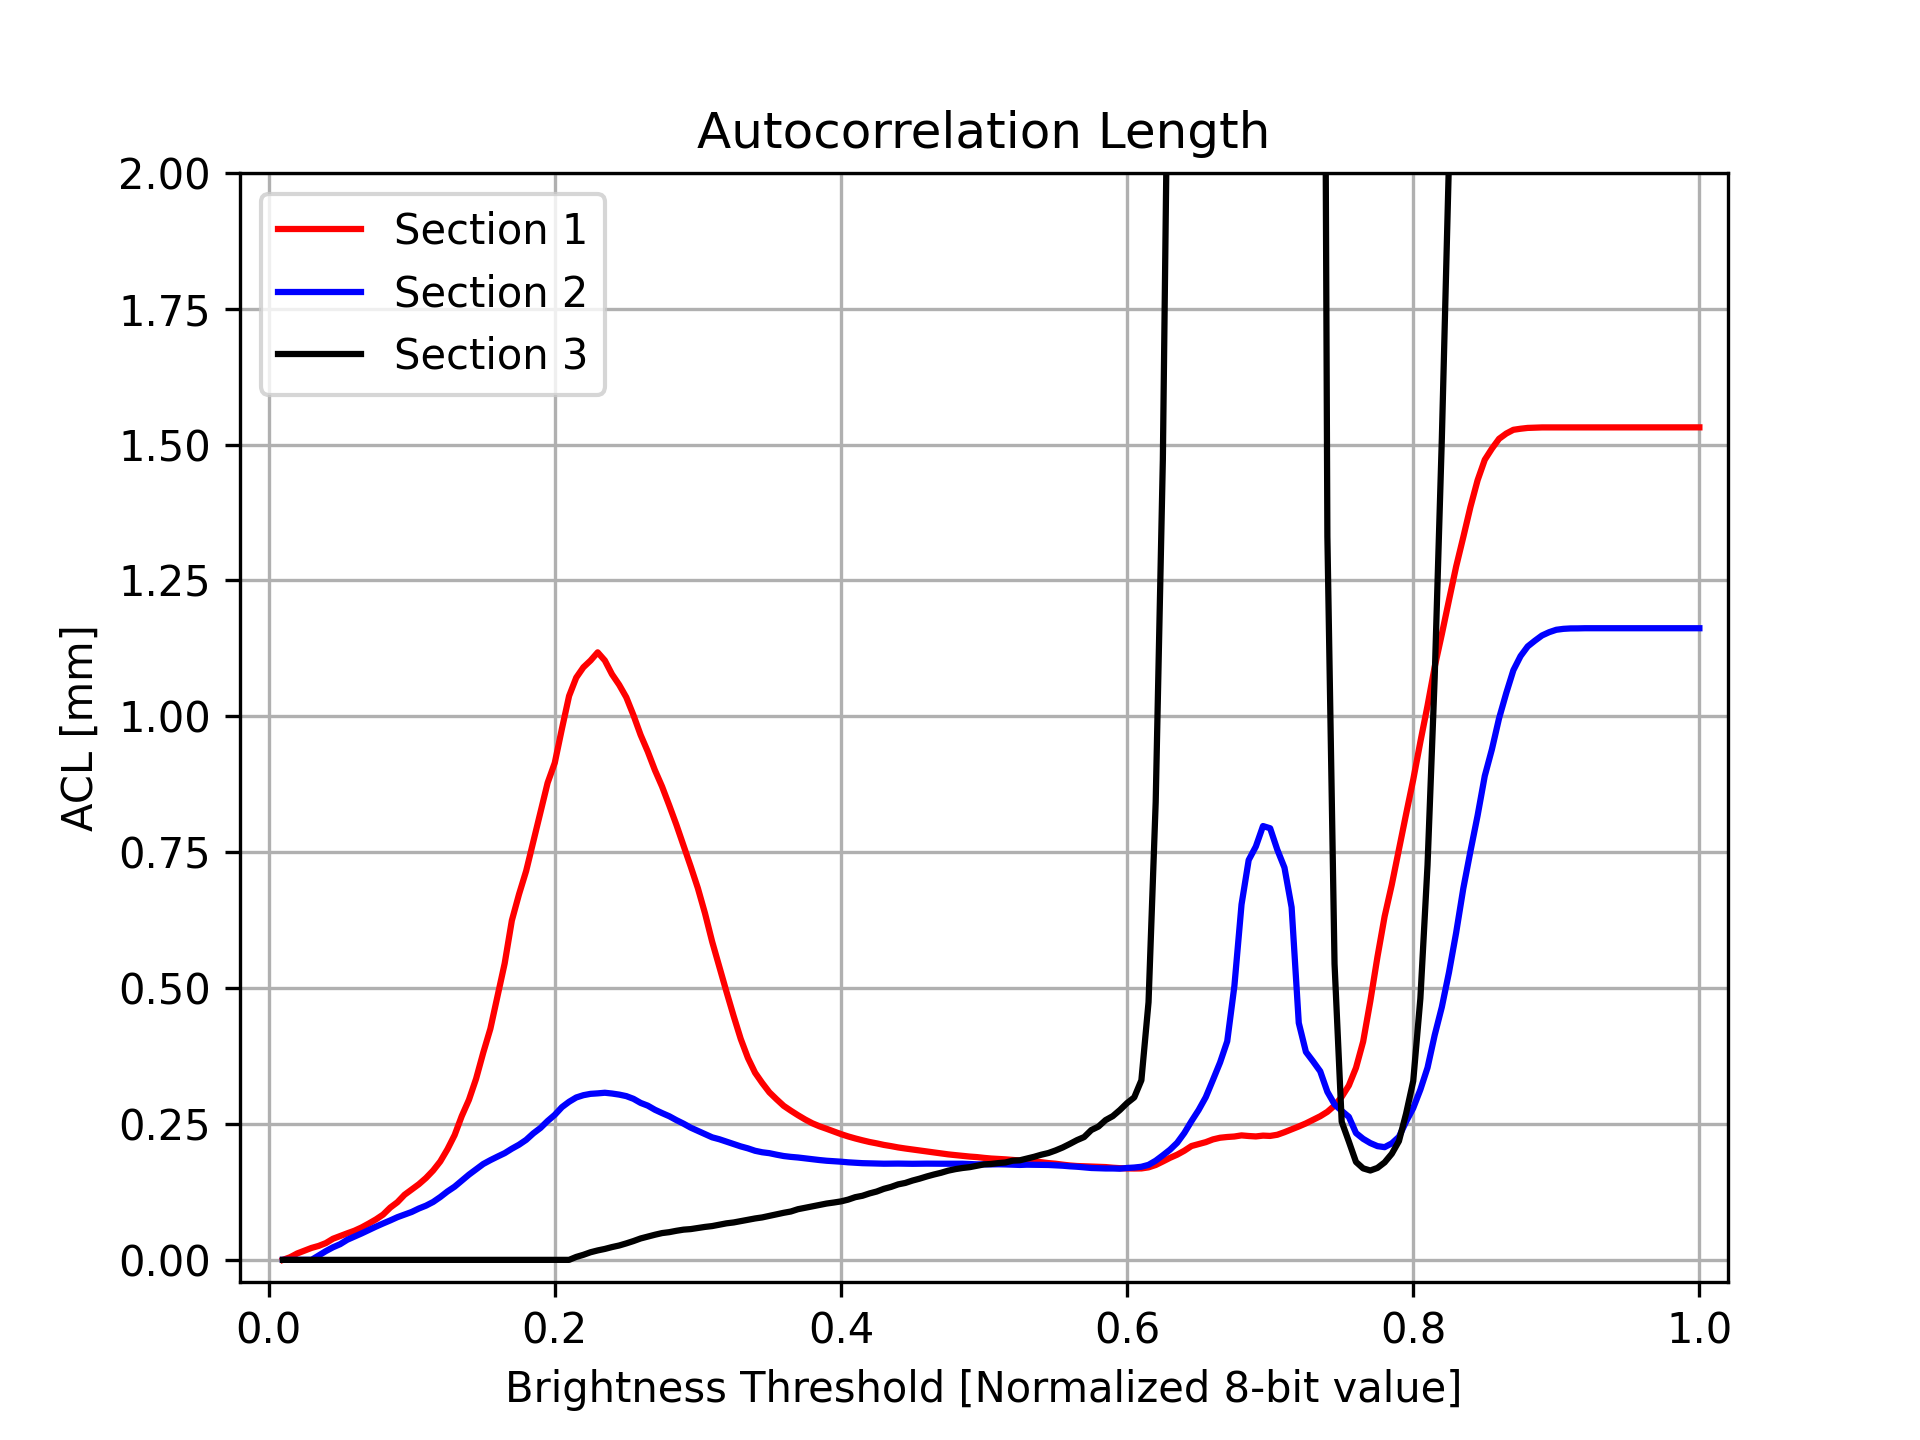 Autocorrelation Length
2.00
1.75
1.50
1.25
1.00
0.75
0.50
0.25
0.00
ACL [mm]
Section 1
Section 2
Section 3
0.0 0.2 0.4 0.6 0.8 1.0
Brightness Threshold [Normalized 8-bit value]